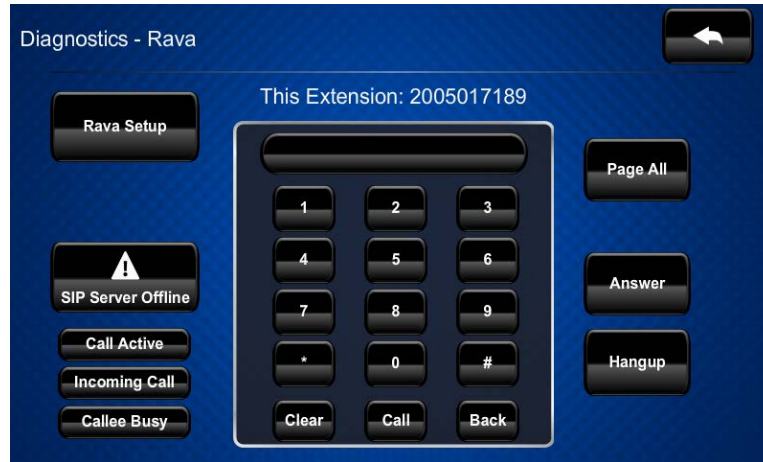 Diagnostics - Rava
This Extension: 2005017189
Rava Setup
Page All
1 2 3
4 5 6
SIP Server Offline
Answer
7 8 9
Call Active
* 0 #
Hangup
Incoming Call
Callee Busy
Clear Call Back